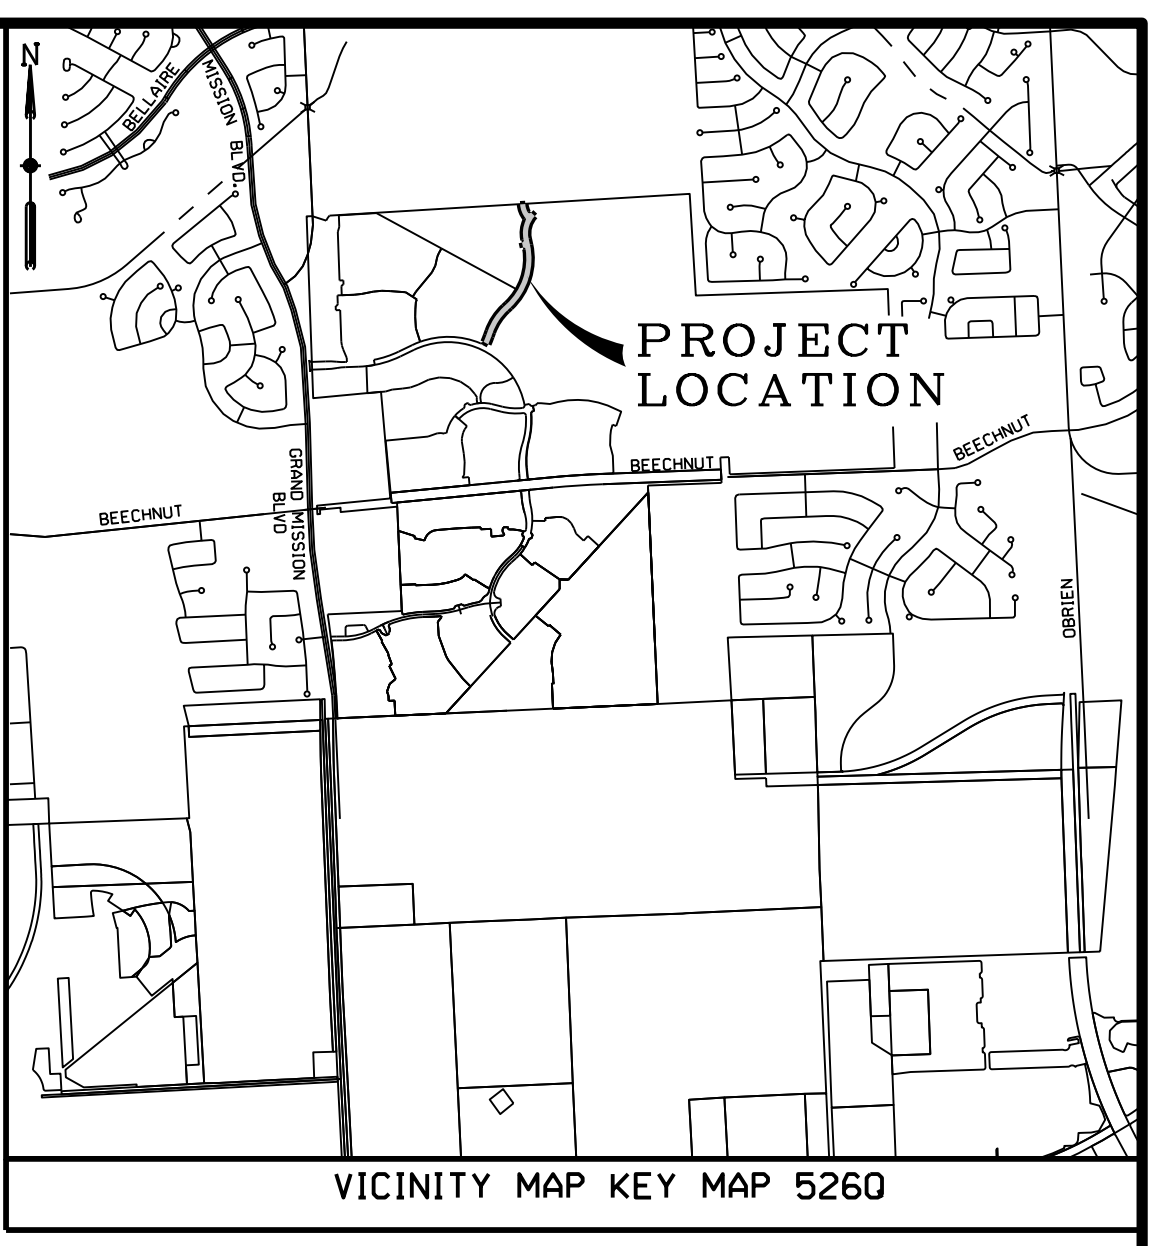 N
BELLAIRE
MISSION BLVD.
PROJECT
LOCATION
BEECHNUT
BEECHNUT
BEECHNUT
GRAND MISSION
BLVD
OBRIEN
VICINITY MAP KEY MAP 526Q